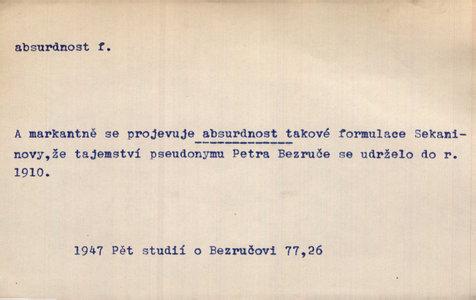 absurdnost f.
A markantně se projevuje absurdnost takové formulace Sekani-
novy,že tajemství pseudonymu Petra Bezruče se udrželo do r.
1910.
1947 Pět studií o Bezručovi 77,26